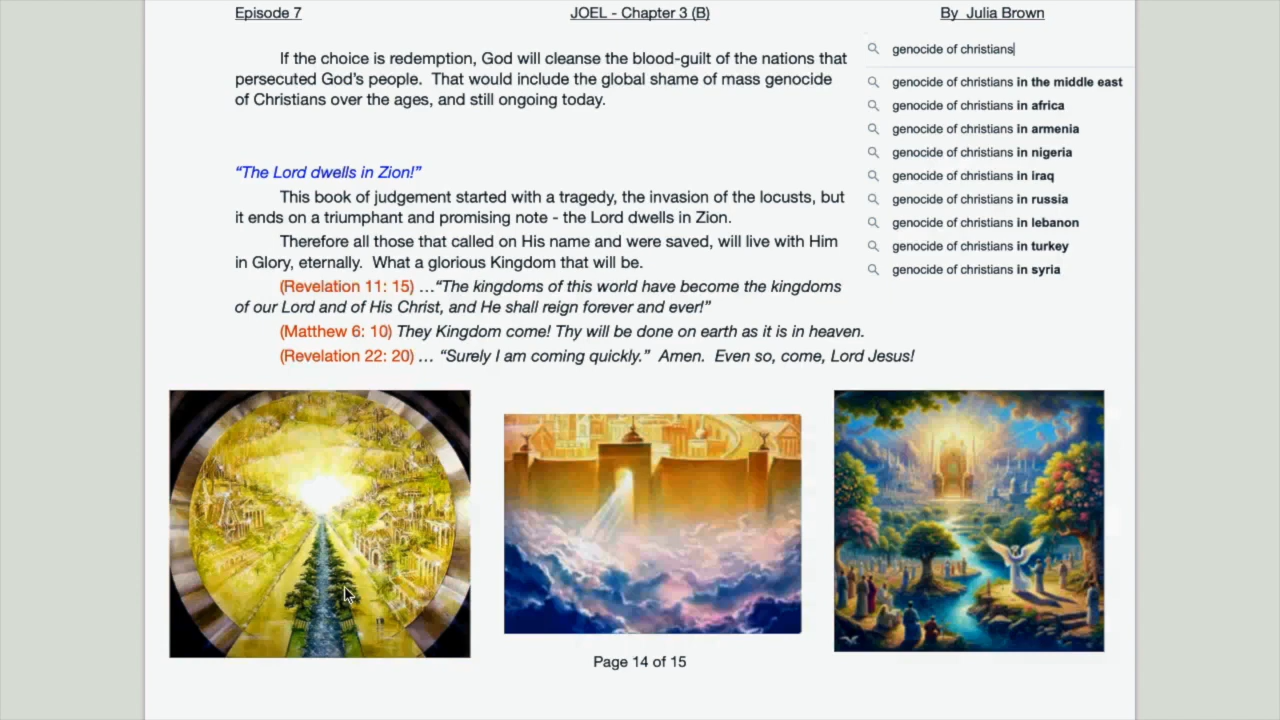 Episode 7
JOEL - Chapter 3 (B)
By Julia Brown
If the choice is redemption, God will cleanse the blood-guilt of the nations that
persecuted God's people. That would include the global shame of mass genocide
of Christians over the ages, and still ongoing today.
genocide of christians
genocide of christians in the middle east
genocide of christians in africa
genocide of christians in armenia
genocide of christians in nigeria
genocide of christians in iraq
genocide of christians in russia
genocide of christians in lebanon
genocide of christians in turkey
genocide of christians in syria
“The Lord dwells in Zion!”
This book of judgement started with a tragedy, the invasion of the locusts, but
it ends on a triumphant and promising note - the Lord dwells in Zion.
Therefore all those that called on His name and were saved, will live with Him
in Glory, eternally. What a glorious Kingdom that will be.
(Revelation 11: 15) …“The kingdoms of this world have become the kingdoms
of our Lord and of His Christ, and He shall reign forever and ever!”
(Matthew 6: 10) They Kingdom come! Thy will be done on earth as it is in heaven.
(Revelation 22: 20) … “Surely I am coming quickly.” Amen. Even so, come, Lord Jesus!
Page 14 of 15